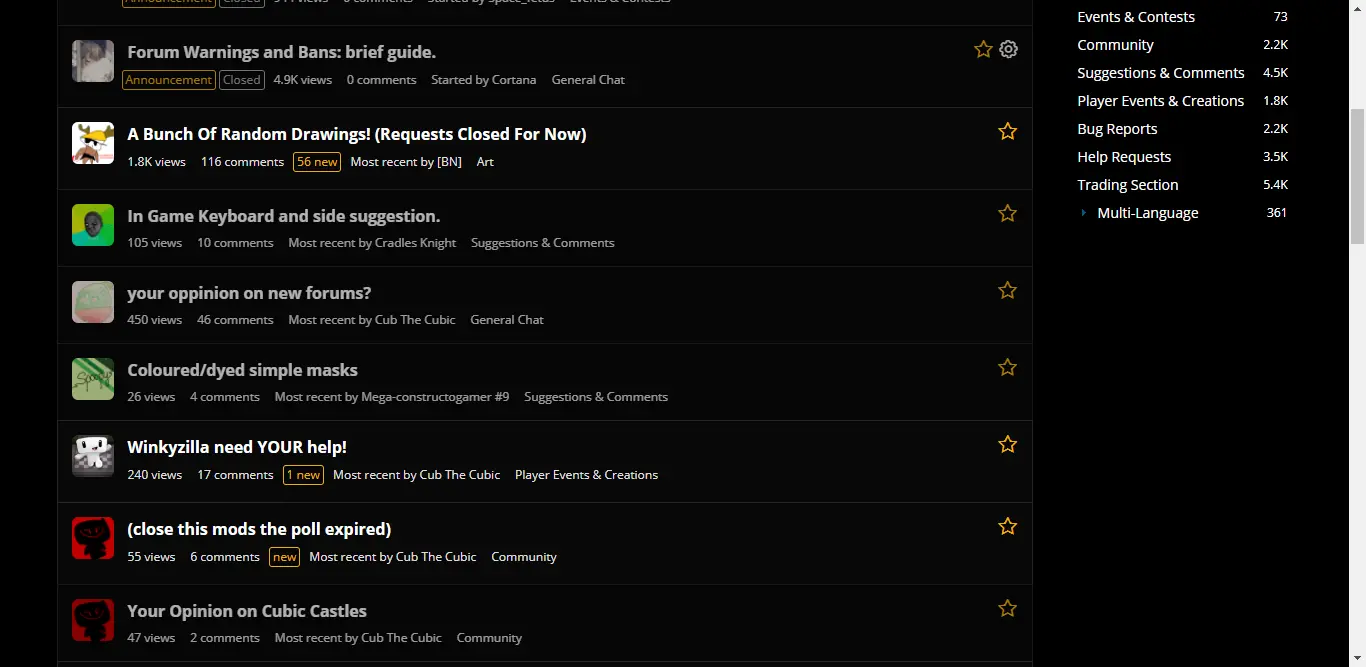 Announcement Closed views comments Started by space_fetus Events & Contests
Forum Warnings and Bans: brief guide.
Announcement Closed 4.9K views 0 comments Started by Cortana General Chat
A Bunch Of Random Drawings! (Requests Closed For Now)
1.8K views 116 comments 56 new Most recent by [BN] Art
In Game Keyboard and side suggestion.
105 views 10 comments Most recent by Cradles Knight Suggestions & Comments
your oppinion on new forums?
450 views 46 comments Most recent by Cub The Cubic General Chat
Coloured/dyed simple masks
26 views 4 comments Most recent by Mega-constructogamer #9 Suggestions & Comments
Winkyzilla need YOUR help!
240 views 17 comments 1 new Most recent by Cub The Cubic Player Events & Creations
(close this mods the poll expired)
55 views 6 comments new Most recent by Cub The Cubic Community
Your Opinion on Cubic Castles
47 views 2 comments Most recent by Cub The Cubic Community
Events & Contests 73
Community 2.2K
Suggestions & Comments 4.5K
Player Events & Creations 1.8K
Bug Reports 2.2K
Help Requests 3.5K
Trading Section 5.4K
Multi-Language 361